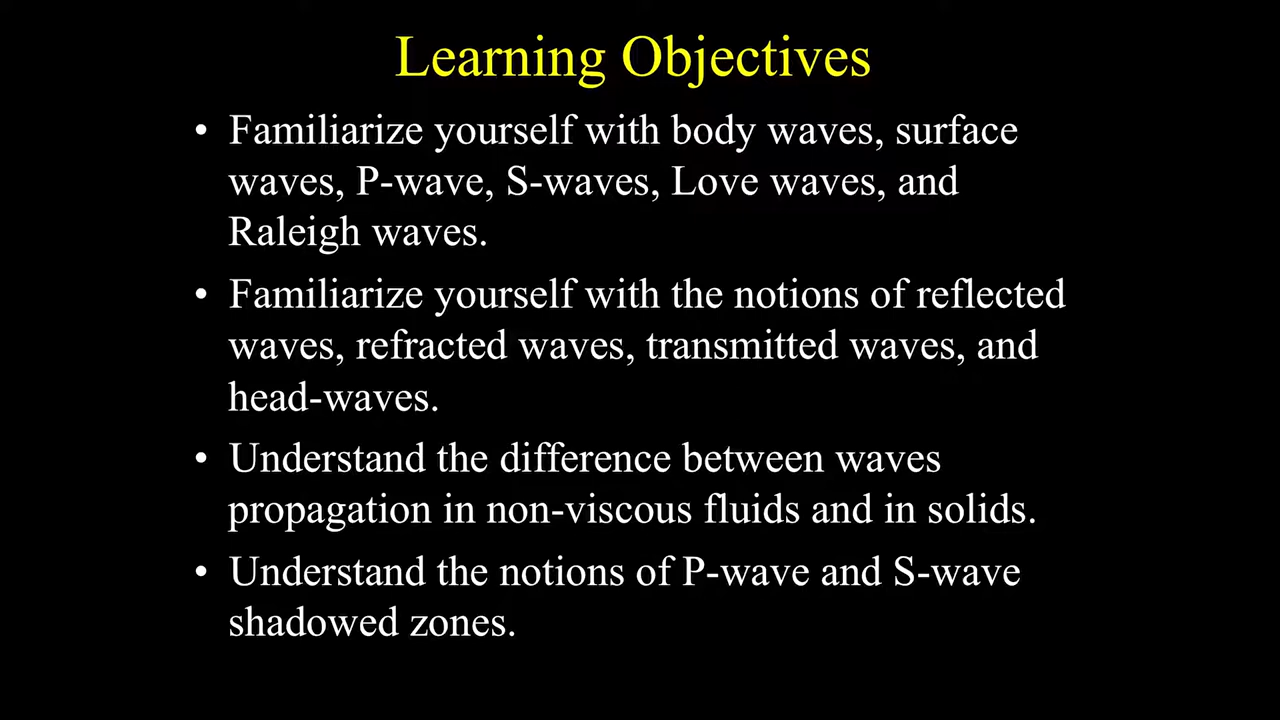 Learning Objectives
• Familiarize yourself with body waves, surface
waves, P-wave, S-waves, Love waves, and
Raleigh waves.
• Familiarize yourself with the notions of reflected
waves, refracted waves, transmitted waves, and
head-waves.
• Understand the difference between waves
propagation in non-viscous fluids and in solids.
• Understand the notions of P-wave and S-wave
shadowed zones.